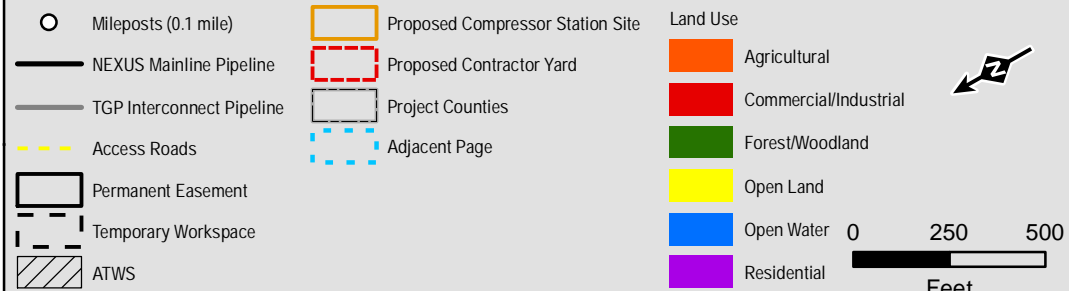 Mileposts (0.1 mile)
NEXUS Mainline Pipeline
TGP Interconnect Pipeline
Access Roads
Permanent Easement
Temporary Workspace
ATWS
Proposed Compressor Station Site
Proposed Contractor Yard
Project Counties
Adjacent Page
Land Use
Agricultural
Commercial/Industrial
Forest/Woodland
Open Land
Open Water
Residential
N
0 250 500
Feet